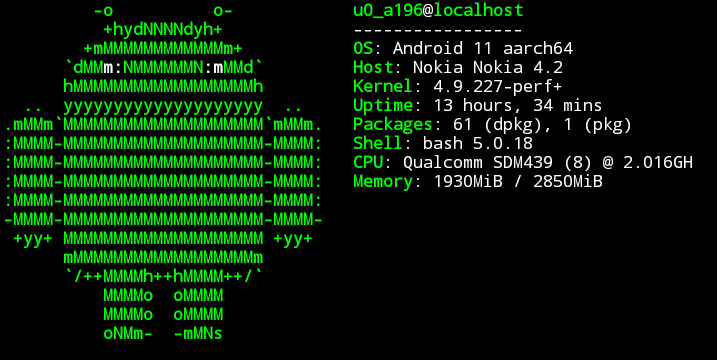 -o          o-
          +hydNNNNdyh+
        +mMMMMMMMMMMMMm+
      `dMMm:NMMMMMMN:mMMd`
      hMMMMMMMMMMMMMMMMMMh
  ..  yyyyyyyyyyyyyyyyyyyy  ..
.mMMm`MMMMMMMMMMMMMMMMMMMM`mMMm.
:MMMM-MMMMMMMMMMMMMMMMMMMM-MMMM:
:MMMM-MMMMMMMMMMMMMMMMMMMM-MMMM:
:MMMM-MMMMMMMMMMMMMMMMMMMM-MMMM:
:MMMM-MMMMMMMMMMMMMMMMMMMM-MMMM:
-MMMM-MMMMMMMMMMMMMMMMMMMM-MMMM-
 +yy+ MMMMMMMMMMMMMMMMMMMM +yy+
      mMMMMMMMMMMMMMMMMMMm
      `/++MMMMh++hMMMM++/`
          MMMMo  oMMMM
          MMMMo  oMMMM
          oNMm-  -mMNs
u0_a196@localhost
-----------------
OS: Android 11 aarch64
Host: Nokia Nokia 4.2
Kernel: 4.9.227-perf+
Uptime: 13 hours, 34 mins
Packages: 61 (dpkg), 1 (pkg)
Shell: bash 5.0.18
CPU: Qualcomm SDM439 (8) @ 2.016GH
Memory: 1930MiB / 2850MiB